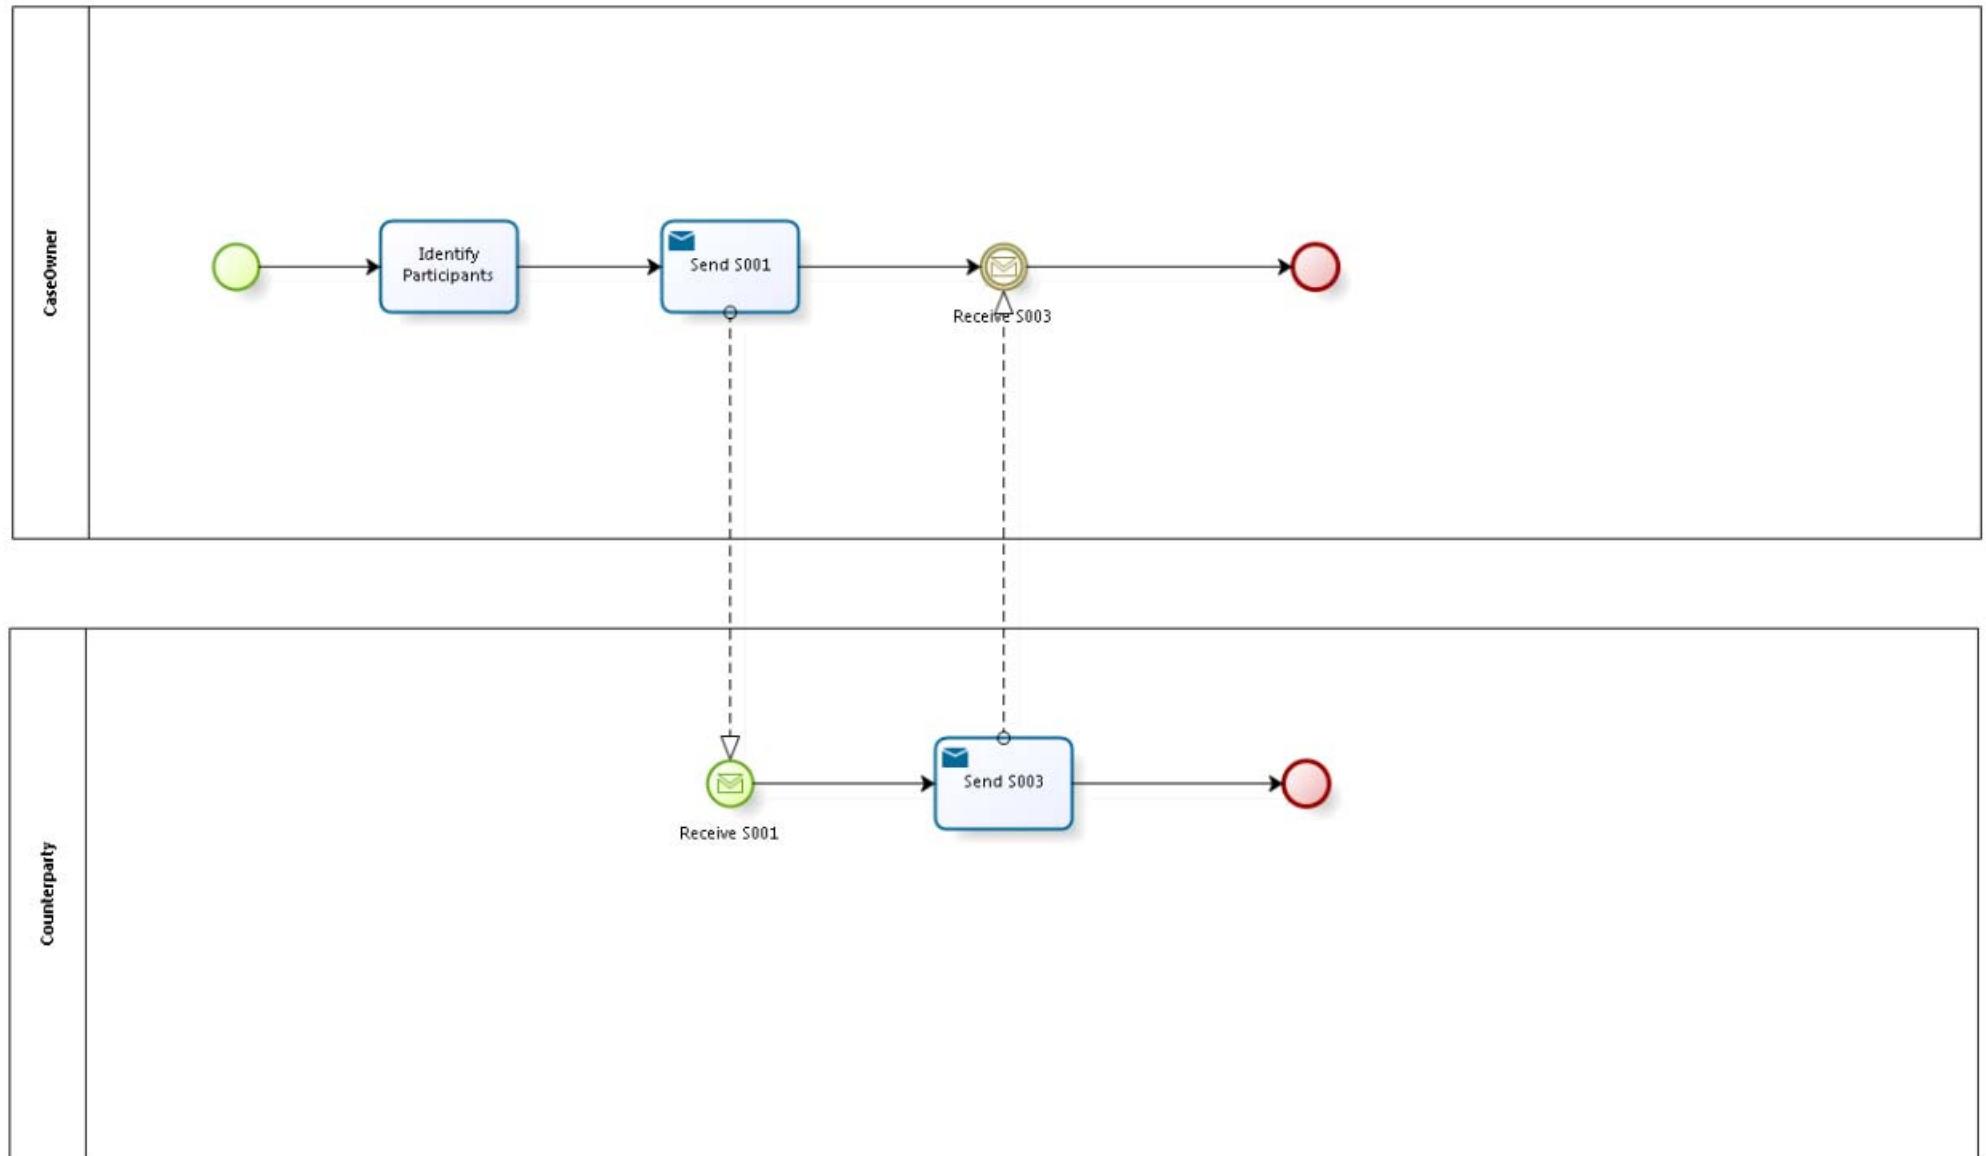 CaseOwner
Identify
Participants
Send S001
Receive S003
Counterparty
Receive S001
Send S003